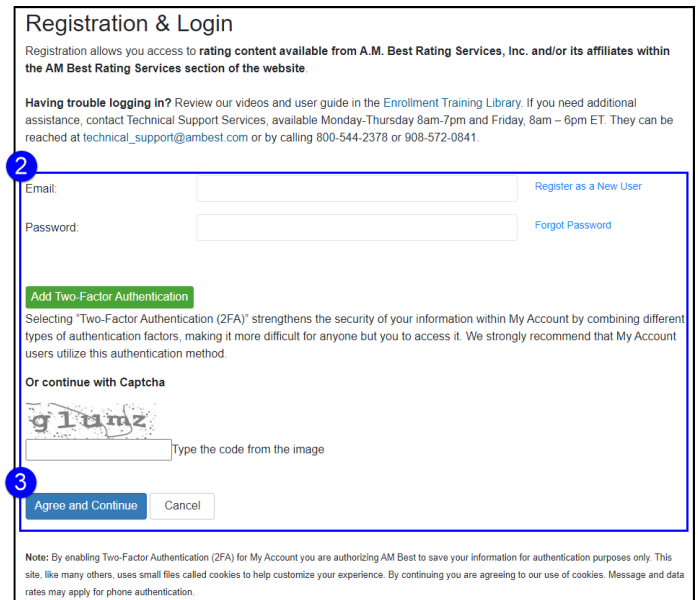 Registration & Login
Registration allows you access to rating content available from A.M. Best Rating Services, Inc. and/or its affiliates within
the AM Best Rating Services section of the website.
Having trouble logging in? Review our videos and user guide in the Enrollment Training Library. If you need additional
assistance, contact Technical Support Services, available Monday-Thursday 8am-7pm and Friday, 8am – 6pm ET. They can be
reached at technical_support@ambest.com or by calling 800-544-2378 or 908-572-0841.
2
Email: Register as a New User
Password: Forgot Password
Add Two-Factor Authentication
Selecting "Two-Factor Authentication (2FA)" strengthens the security of your information within My Account by combining different
types of authentication factors, making it more difficult for anyone but you to access it. We strongly recommend that My Account
users utilize this authentication method.
Or continue with Captcha
glumz
Type the code from the image
3
Agree and Continue Cancel
Note: By enabling Two-Factor Authentication (2FA) for My Account you are authorizing AM Best to save your information for authentication purposes only. This
site, like many others, uses small files called cookies to help customize your experience. By continuing you are agreeing to our use of cookies. Message and data
rates may apply for phone authentication.